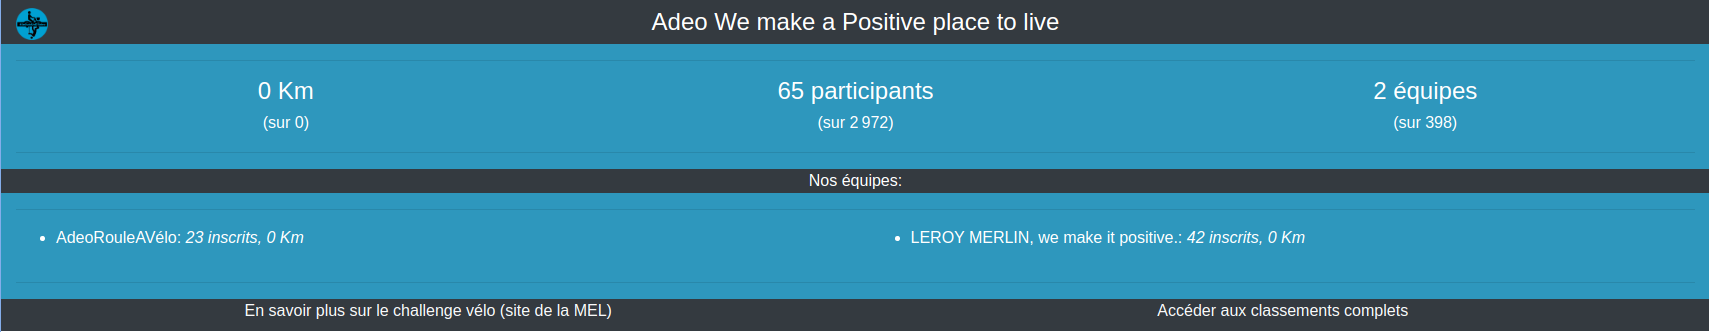 Adeo We make a Positive place to live
0 Km
(sur 0)
65 participants
(sur 2 972)
2 équipes
(sur 398)
Nos équipes:
• AdeoRouleAVélo: 23 inscrits, 0 Km
• LEROY MERLIN, we make it positive.: 42 inscrits, 0 Km
En savoir plus sur le challenge vélo (site de la MEL)
Accéder aux classements complets